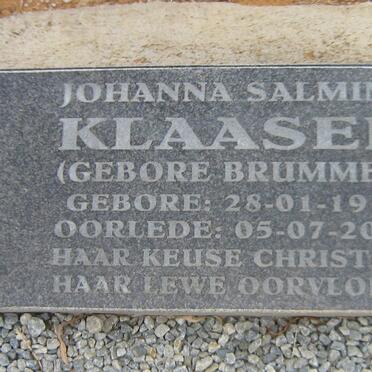 JOHANNA SALMIN
KLAASE
(GEBORE BRUMME
GEBORE: 28-01-19
OORLEDE: 05-07-20
HAAR KEUSE CHRIST
HAAR LEWE OORVLO